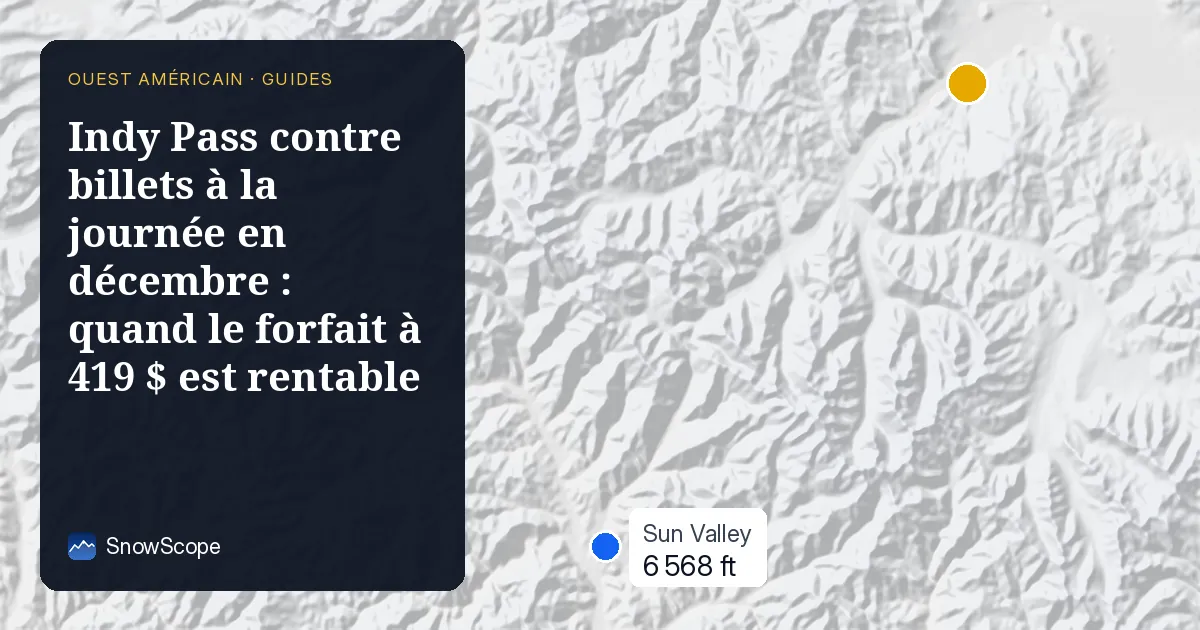 OUEST AMÉRICAIN · GUIDES
Indy Pass contre
billets à la
journée en
décembre :
quand le forfait à
419 $ est rentable
SnowScope
Sun Valley
6 568 ft